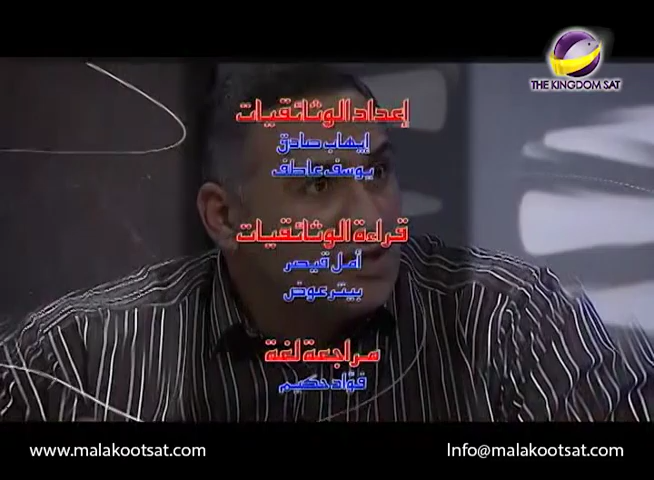 THE KINGDOM SAT
إعداد الوثائقيات
إيهاب صادق
يوسف عاطف
قراءة الوثائقيات
أمل قيصر
بيتر عوض
مراجعة لغة
فؤاد حكيم
www.malakootsat.com
Info@malakootsat.com